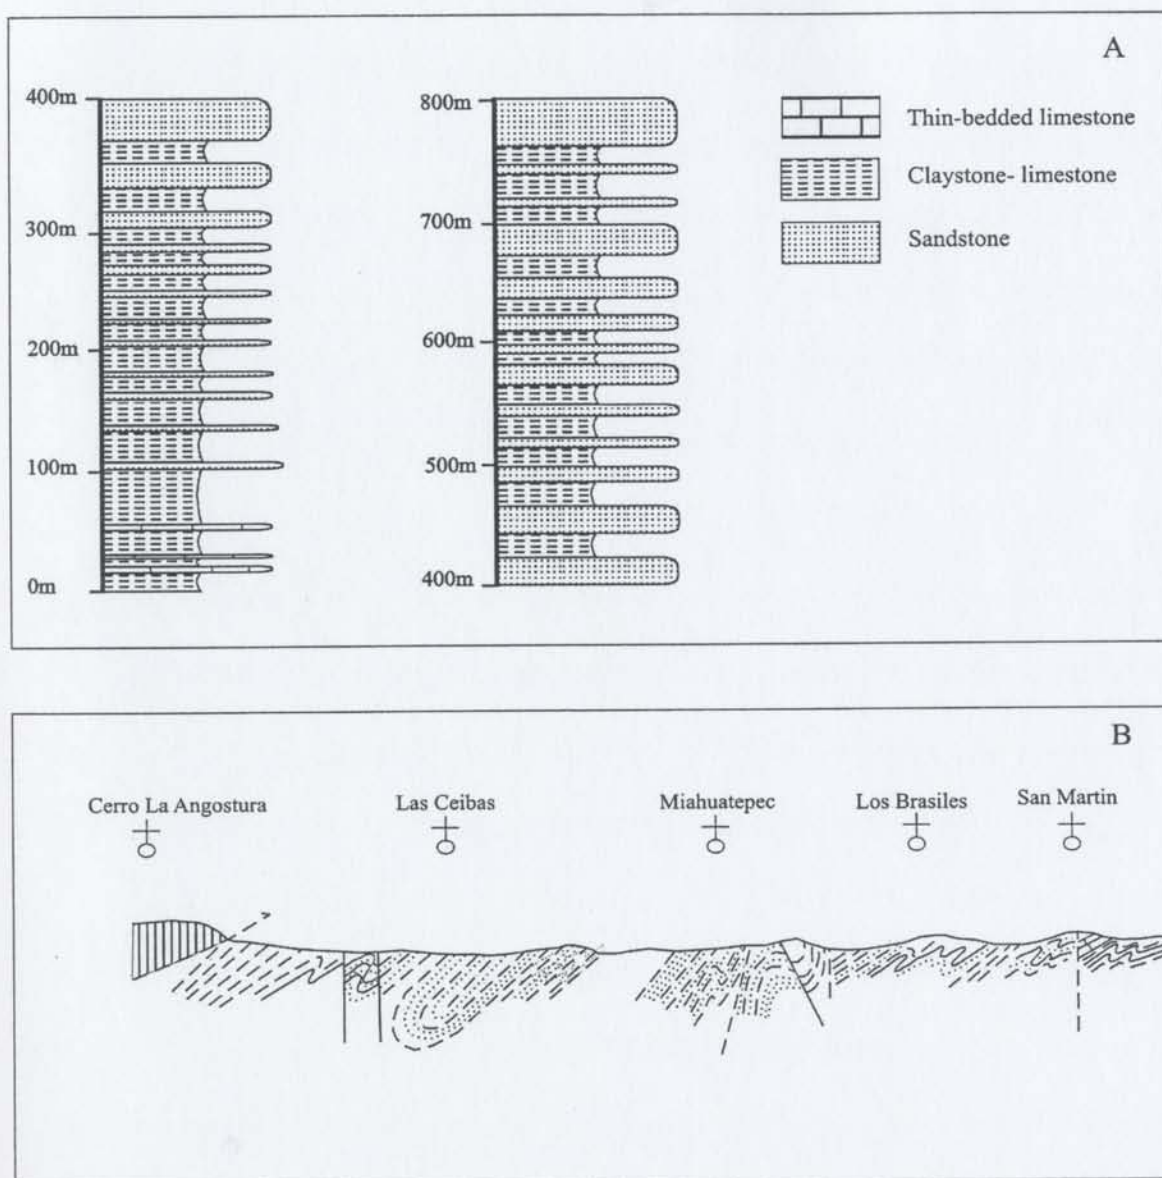 A
400m
300m
200m
100m
0m
800m
700m
600m
500m
400m
Thin-bedded limestone
Claystone- limestone
Sandstone
B
Cerro La Angostura
Las Ceibas
Miahuatepec
Los Brasiles
San Martin